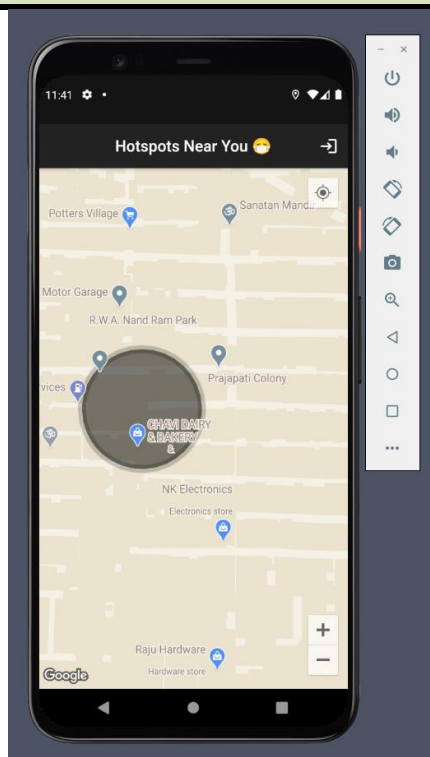 11:41
Hotspots Near You 😷
Potters Village
Sanatan Mandi
Motor Garage
R.W.A. Nand Ram Park
Prajapati Colony
vices
CHAVI DAIRY
& BAKERY
&
NK Electronics
Electronics store
Raju Hardware
Hardware store
+
−
Google